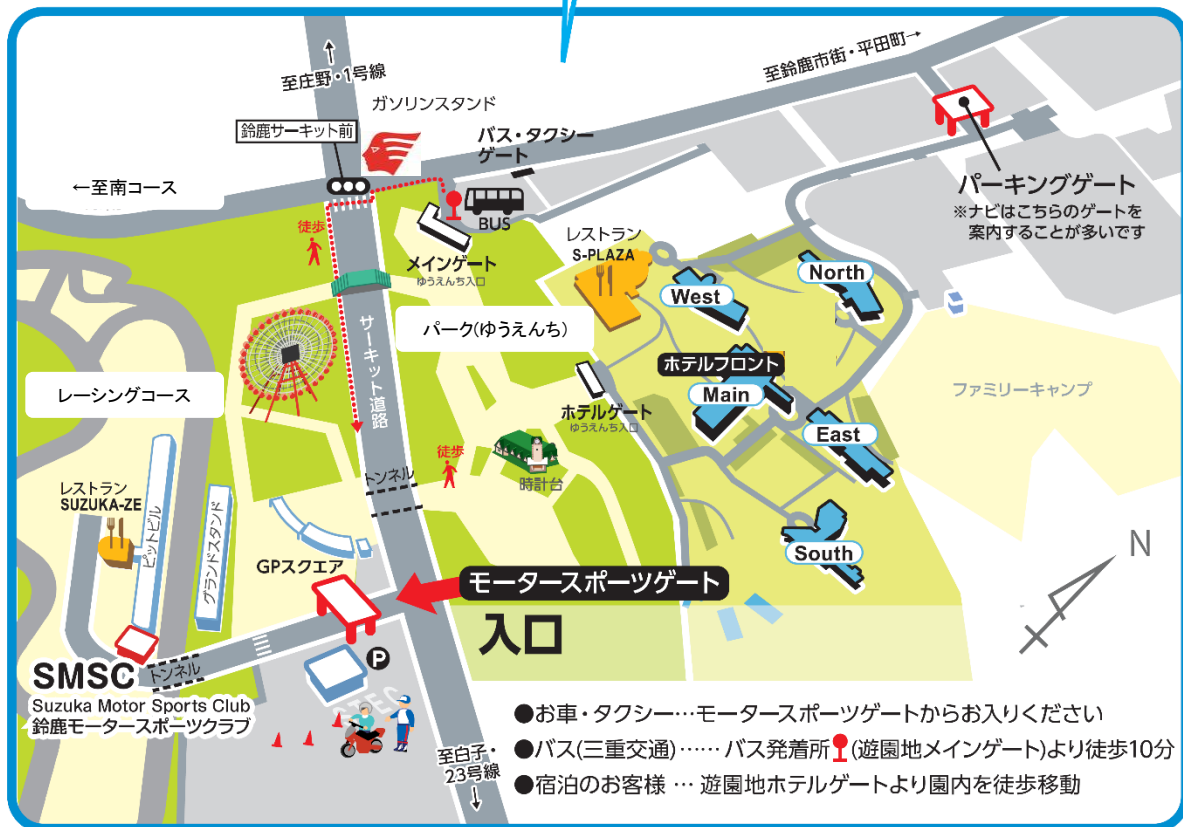 至庄野・1号線
ガソリンスタンド
鈴鹿サーキット前
至鈴鹿市街・平田町→
バス・タクシー
ゲート
←至南コース
パーキングゲート
※ナビはこちらのゲートを
案内することが多いです
徒歩
BUS
メインゲート
ゆうえんち入口
レストラン
S-PLAZA
West
North
サーキット道路
パーク(ゆうえんち)
ホテルフロント
Main
レーシングコース
ホテルゲート
ゆうえんち入口
ファミリーキャンプ
East
徒歩
時計台
トンネル
レストラン
SUZUKA-ZE
ピットビル
グランドスタンド
GPスクエア
South
N
モータースポーツゲート
入口
P
SMSC
トンネル
Suzuka Motor Sports Club
鈴鹿モータースポーツクラブ
STEC
至白子・
23号線
●お車・タクシー…モータースポーツゲートからお入りください
●バス(三重交通)……バス発着所(遊園地メインゲート)より徒歩10分
●宿泊のお客様…遊園地ホテルゲートより園内を徒歩移動